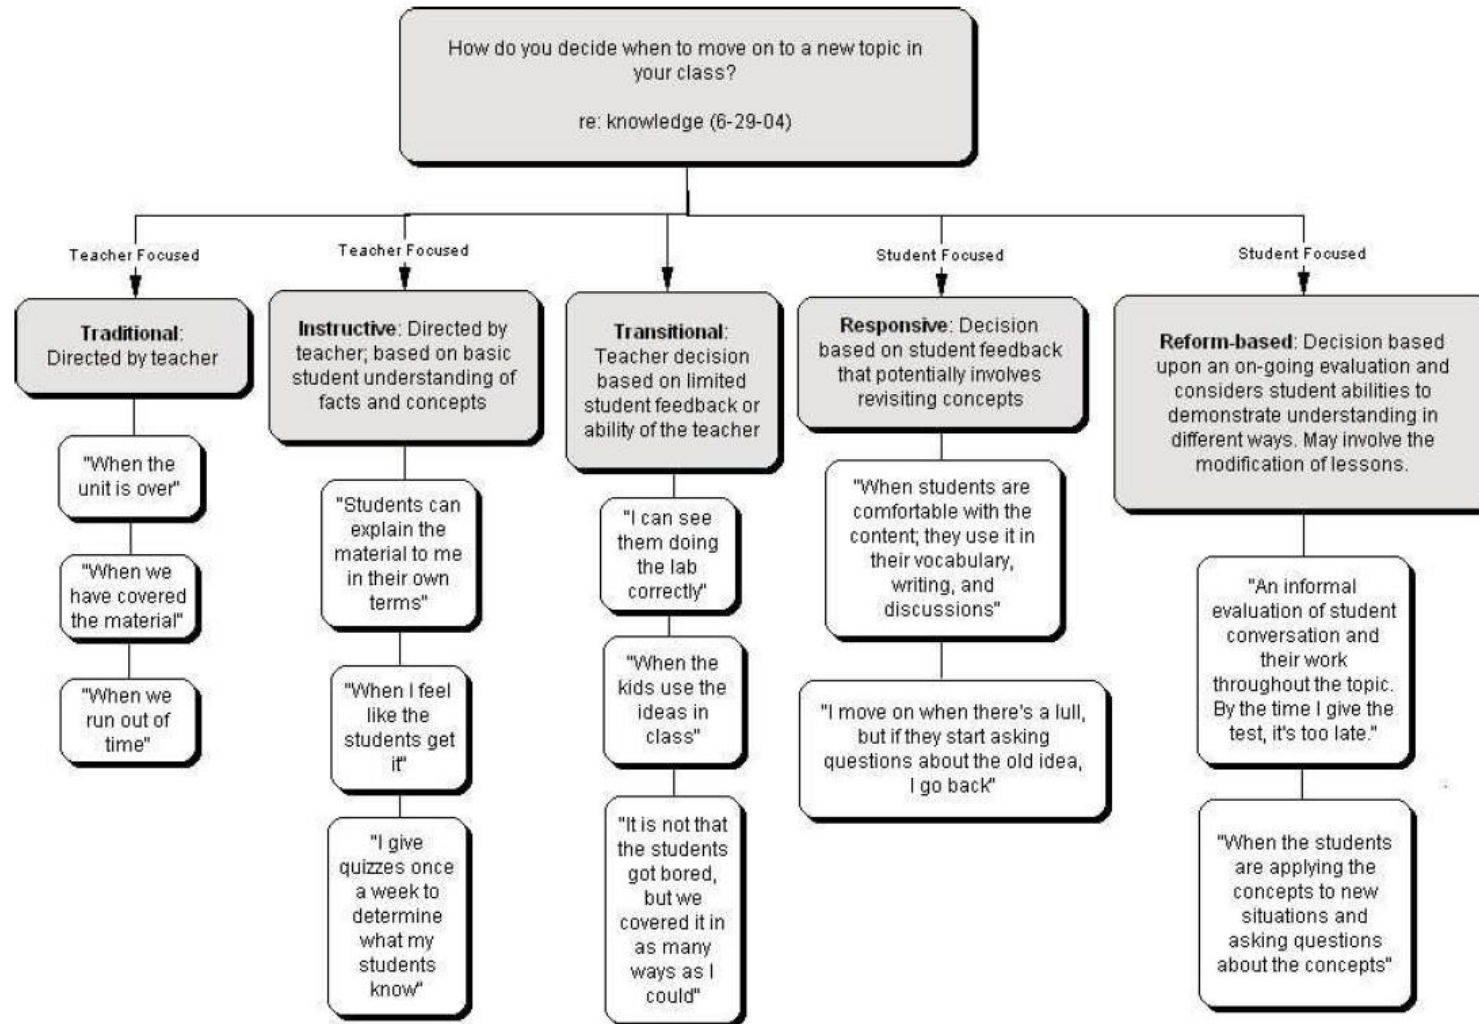 How do you decide when to move on to a new topic in
your class?
re: knowledge (6-29-04)
Teacher Focused
Teacher Focused
Student Focused
Student Focused
Traditional:
Directed by teacher
"When the
unit is over"
"When we
have covered
the material"
"When we
run out of
time"
Instructive: Directed by
teacher; based on basic
student understanding of
facts and concepts
"Students can
explain the
material to me
in their own
terms"
"When I feel
like the
students get
it"
"I give
quizzes once
a week to
determine
what my
students
know"
Transitional:
Teacher decision
based on limited
student feedback or
ability of the teacher
"I can see
them doing
the lab
correctly"
"When the
kids use the
ideas in
class"
"It is not that
the students
got bored,
but we
covered it in
as many
ways as I
could"
Responsive: Decision
based on student feedback
that potentially involves
revisiting concepts
"When students are
comfortable with the
content; they use it in
their vocabulary,
writing, and
discussions"
"I move on when there's a lull,
but if they start asking
questions about the old idea,
I go back"
Reform-based: Decision based
upon an on-going evaluation and
considers student abilities to
demonstrate understanding in
different ways. May involve the
modification of lessons.
"An informal
evaluation of student
conversation and
their work
throughout the topic.
By the time I give the
test, it's too late."
"When the students
are applying the
concepts to new
situations and
asking questions
about the concepts"